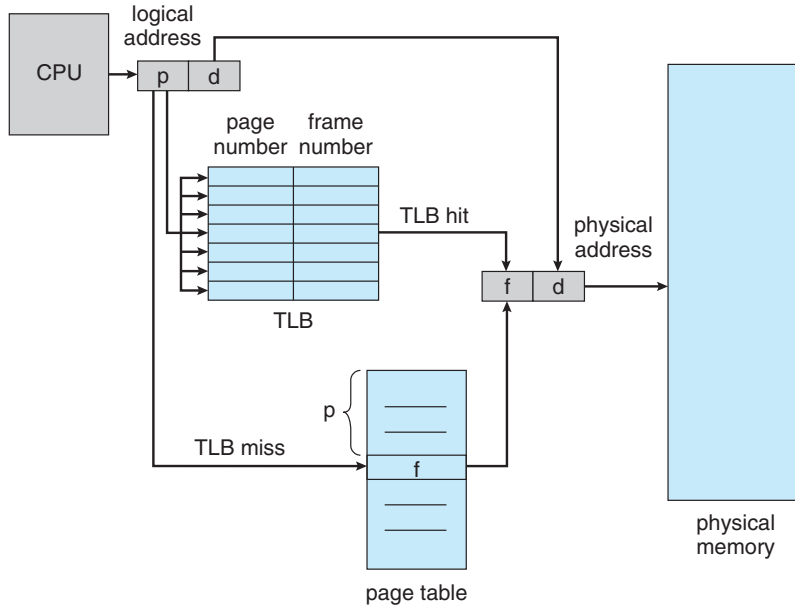 logical
address
CPU
p
d
page
number
frame
number
TLB hit
physical
address
f
d
TLB
p
TLB miss
f
physical
memory
page table